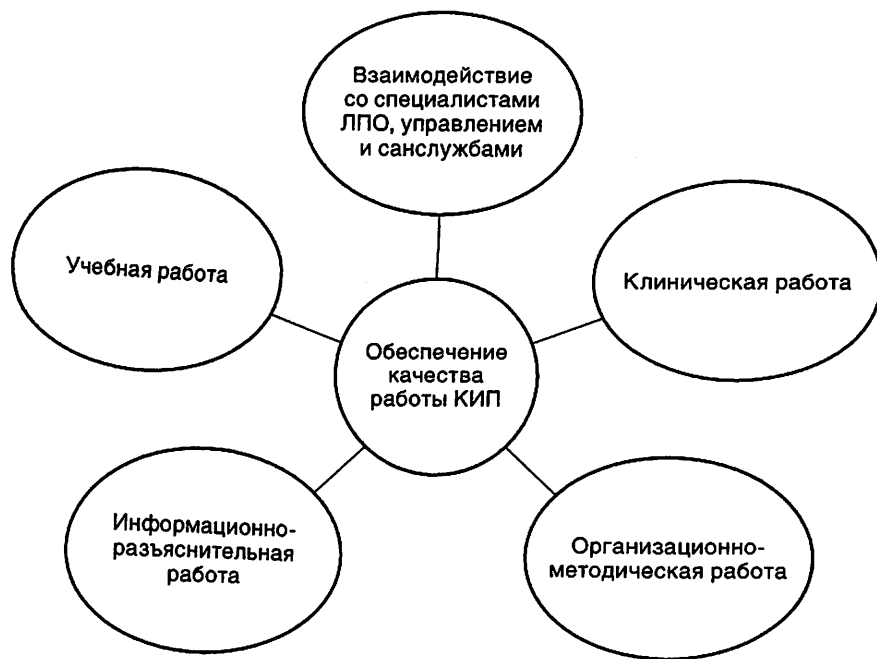 Взаимодействие
со специалистами
ЛПО, управлением
и санслужбами
Учебная работа
Клиническая работа
Обеспечение
качества
работы КИП
Информационно-
разъяснительная
работа
Организационно-
методическая работа